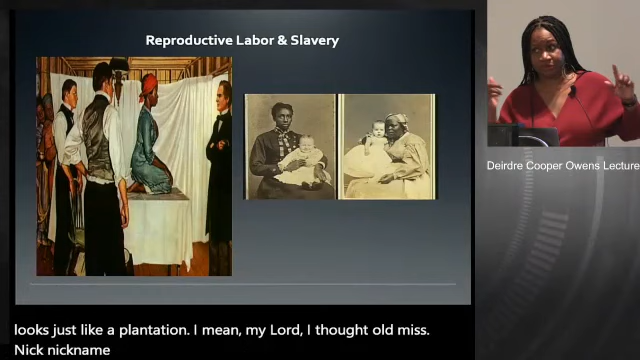 Reproductive Labor & Slavery
Deirdre Cooper Owens Lecture
looks just like a plantation. I mean, my Lord, I thought old miss.
Nick nickname